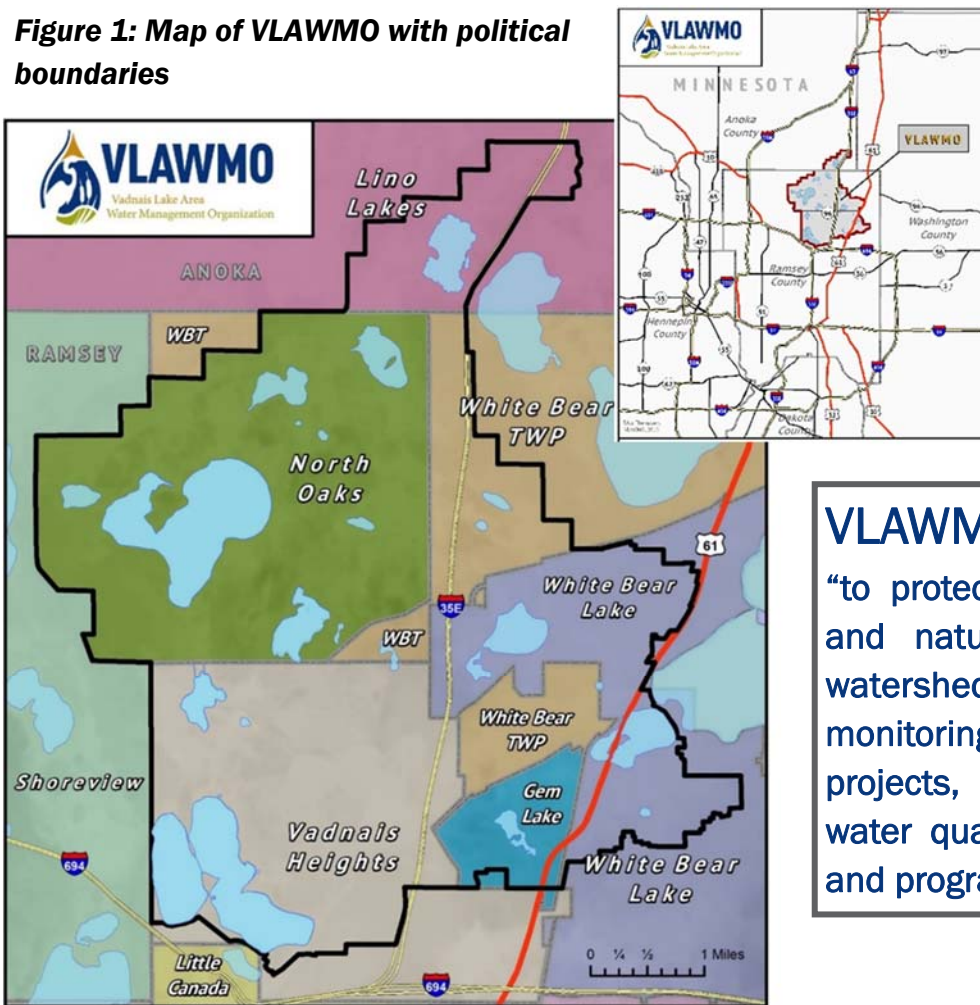 Figure 1: Map of VLAWMO with political
boundaries
VLAWMO
Vadnais Lake Area
Water Management Organization
Lino
Lakes
ANOKA
RAMSEY
WBT
White Bear
TWP
North
Oaks
61
White Bear
Lake
35E
WBT
White Bear
TWP
Shoreview
Gem
Lake
Vadnais
Heights
694
White Bear
Lake
Little
Canada
694
0 ¼ ½ 1 Miles
VLAWMO
MINNESOTA
Anoka
County
VLAWMO
Washington
County
Ramsey
County
Hennepin
County
Dakota
County
VLAWM
“to protec
and natu
watershed
monitoring
projects,
water qua
and progra